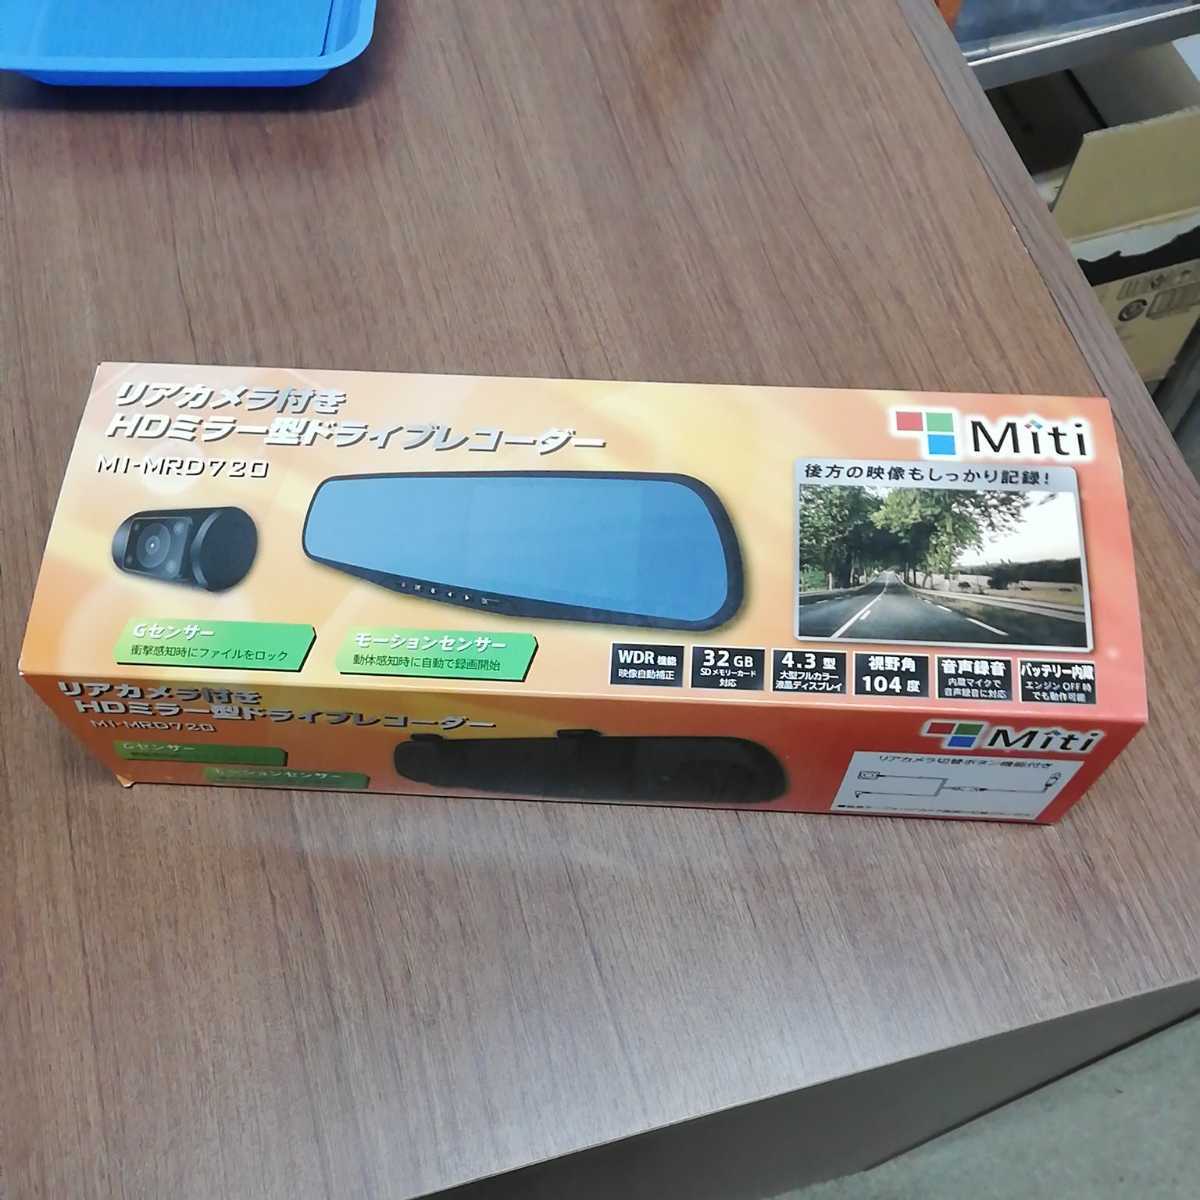 リアカメラ付き
HDミラー型ドライブレコーダー
MI-MRD720
Miti
後方の映像もしっかり記録!
Gセンサー
衝撃感知時にファイルをロック
モーションセンサー
動体感知時に自動で録画開始
WDR機能
映像自動補正
32GB
SDメモリーカード
対応
4.3型
大型フルカラー
液晶ディスプレイ
視野角
104度
音声録音
内蔵マイクで
音声録音に対応
バッテリー内蔵
エンジンOFF時
でも動作可能
リアカメラ付き
HDミラー型ドライブレコーダー
MI-MRD720
Gセンサー
モーションセンサー
Miti
リアカメラ切替ボタン機能付き